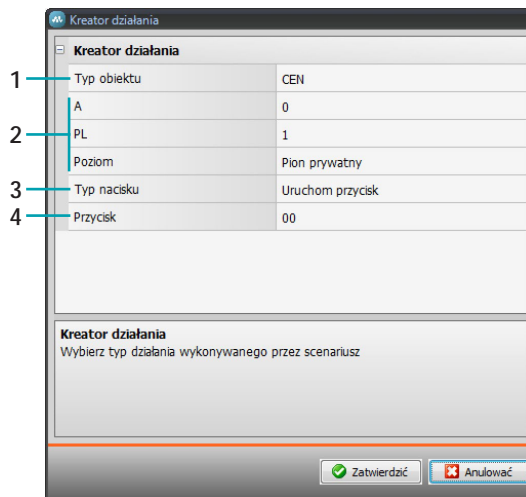 Kreator działania
Kreator działania
1 Typ obiektu CEN
A 0
2 PL 1
Poziom Pion prywatny
3 Typ nacisku Uruchom przycisk
4 Przycisk 00
Kreator działania
Wybierz typ działania wykonywanego przez scenariusz
Zatwierdzić Anulować